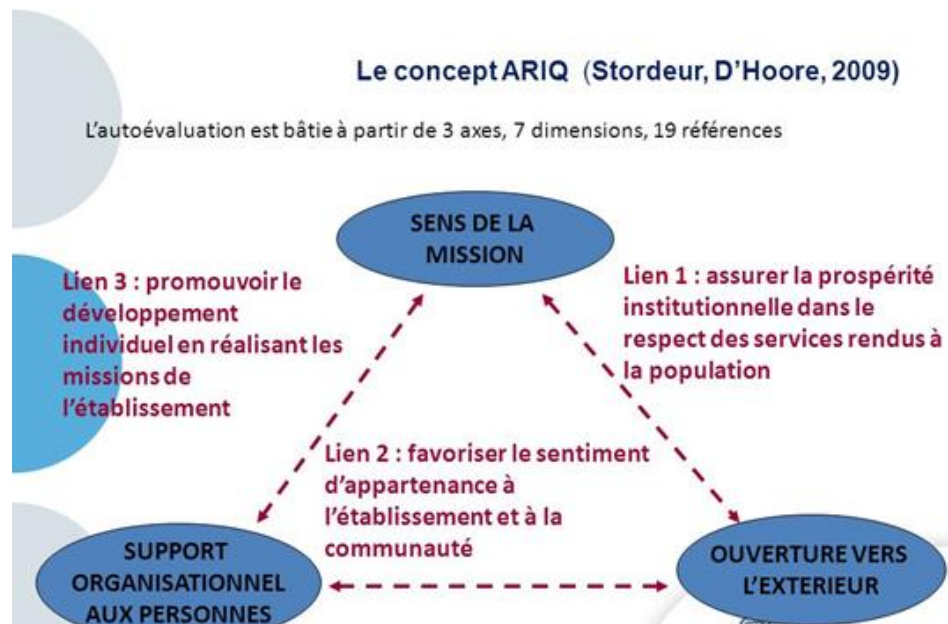 Le concept ARIQ (Stordeur, D’Hoore, 2009)
L’autoévaluation est bâtie à partir de 3 axes, 7 dimensions, 19 références
SENS DE LA
MISSION
Lien 3 : promouvoir le
développement
individuel en réalisant les
missions de
l’établissement
Lien 1 : assurer la prospérité
institutionnelle dans le
respect des services rendus à
la population
Lien 2 : favoriser le sentiment
d’appartenance à
l’établissement et à la
communauté
SUPPORT
ORGANISATIONNEL
AUX PERSONNES
OUVERTURE VERS
L’EXTERIEUR